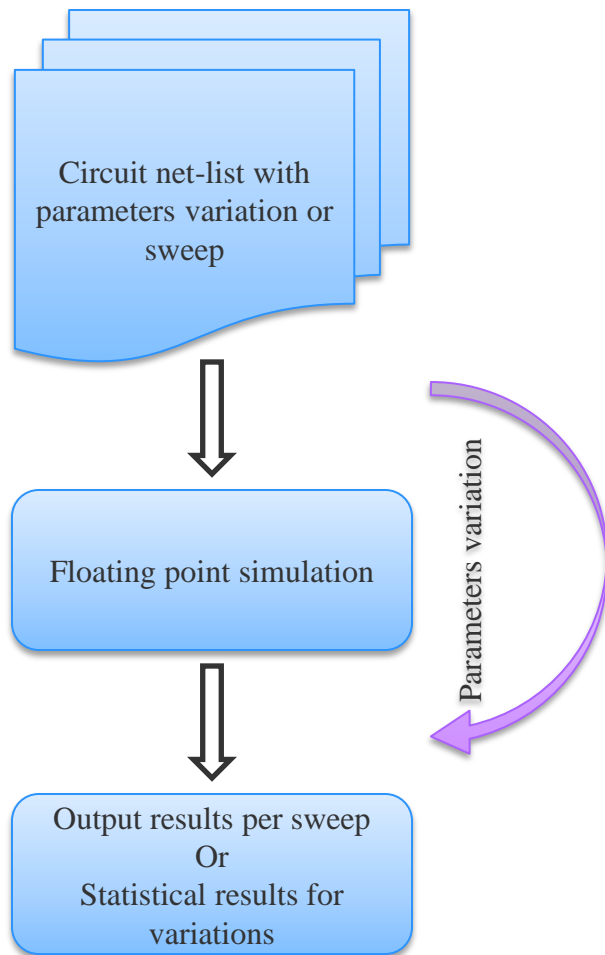 Circuit net-list with
parameters variation or
sweep
Parameters variation
Floating point simulation
Output results per sweep
Or
Statistical results for
variations